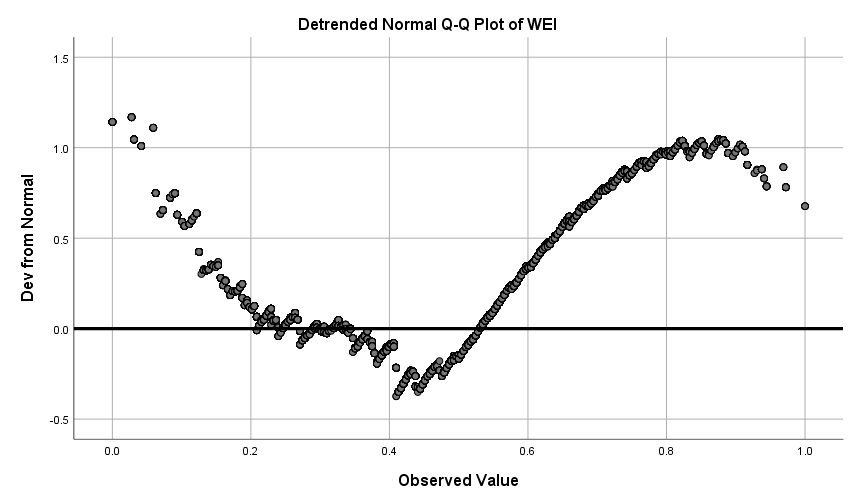 Detrended Normal Q-Q Plot of WEI
1.5
1.0
0.5
0.0
-0.5
Dev from Normal
0.0 0.2 0.4 0.6 0.8 1.0
Observed Value